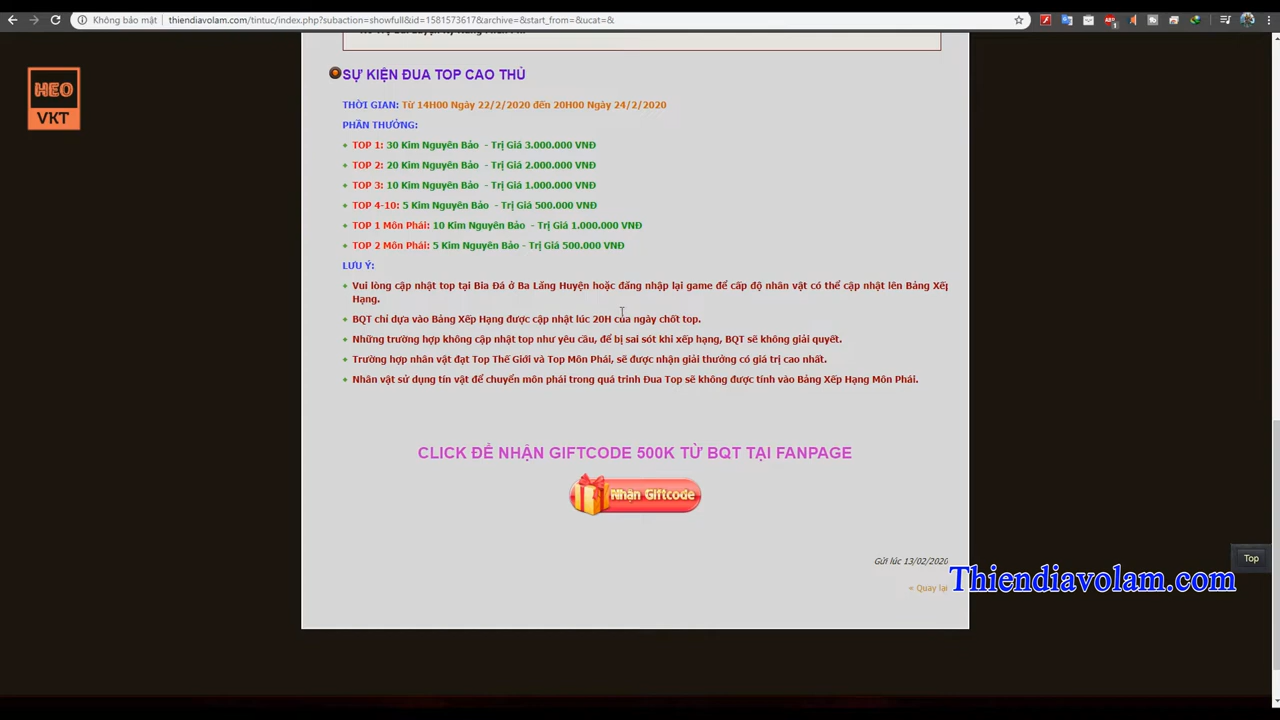 Không bảo mật
thiendiavolam.com/tintuc/index.php?subaction=showfull&id=1581573617&archive=&start_from=&ucat=&
HEO
VKT
SỰ KIỆN ĐUA TOP CAO THỦ
THỜI GIAN: Từ 14H00 Ngày 22/2/2020 đến 20H00 Ngày 24/2/2020
PHẦN THƯỞNG:
TOP 1: 30 Kim Nguyên Bảo - Trị Giá 3.000.000 VNĐ
TOP 2: 20 Kim Nguyên Bảo - Trị Giá 2.000.000 VNĐ
TOP 3: 10 Kim Nguyên Bảo - Trị Giá 1.000.000 VNĐ
TOP 4-10: 5 Kim Nguyên Bảo - Trị Giá 500.000 VNĐ
TOP 1 Môn Phái: 10 Kim Nguyên Bảo - Trị Giá 1.000.000 VNĐ
TOP 2 Môn Phái: 5 Kim Nguyên Bảo - Trị Giá 500.000 VNĐ
LƯU Ý:
Vui lòng cập nhật top tại Bia Đá ở Ba Lăng Huyện hoặc đăng nhập lại game để cấp độ nhân vật có thể cập nhật lên Bảng Xếp
Hạng.
BQT chỉ dựa vào Bảng Xếp Hạng được cập nhật lúc 20H của ngày chốt top.
Những trường hợp không cập nhật top như yêu cầu, để bị sai sót khi xếp hạng, BQT sẽ không giải quyết.
Trường hợp nhân vật đạt Top Thế Giới và Top Môn Phái, sẽ được nhận giải thưởng có giá trị cao nhất.
Nhân vật sử dụng tín vật để chuyển môn phái trong quá trình Đua Top sẽ không được tính vào Bảng Xếp Hạng Môn Phái.
CLICK ĐỂ NHẬN GIFTCODE 500K TỪ BQT TẠI FANPAGE
Nhận Giftcode
Top
Gửi lúc 13/02/2020
Thiendiavolam.com
« Quay lại